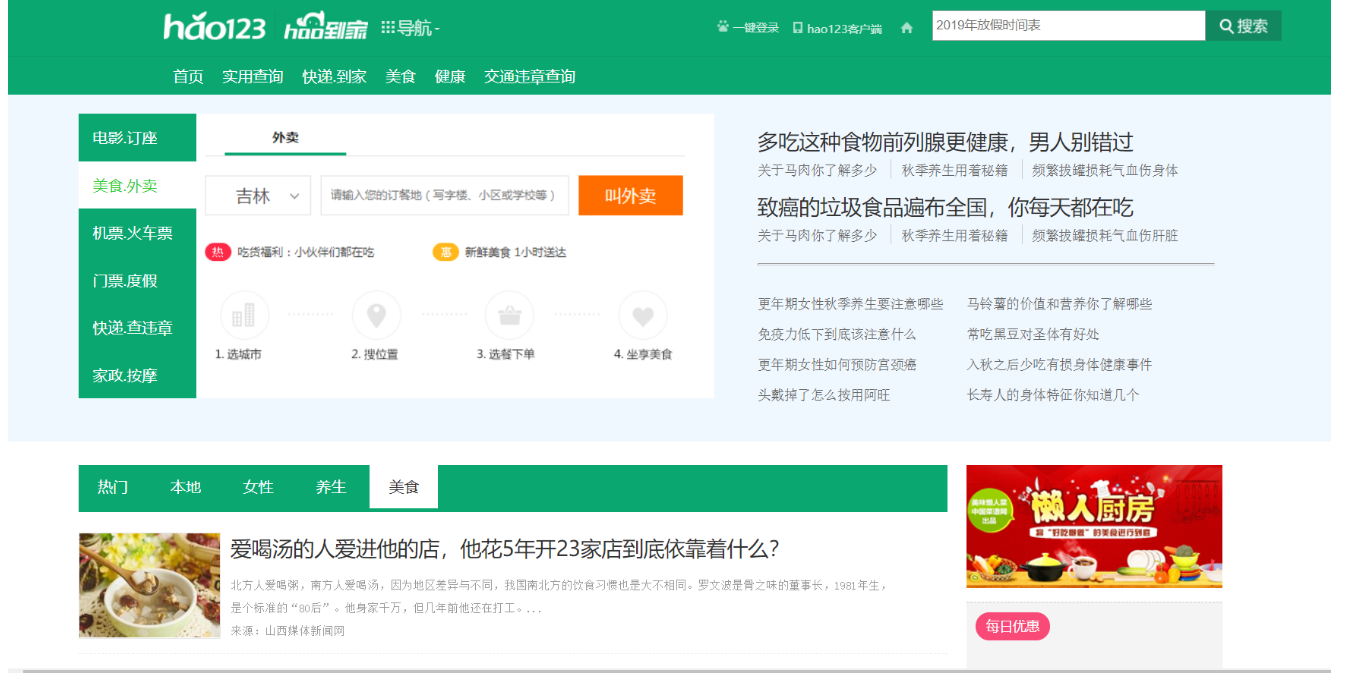 hǎo123 hao到家 导航-
一键登录 hao123客户端 2019年放假时间表 搜索
首页 实用查询 快递.到家 美食 健康 交通违章查询
电影.订座
美食.外卖
机票.火车票
门票.度假
快递.查违章
家政.按摩
外卖
吉林 请输入您的订餐地（写字楼、小区或学校等） 叫外卖
热 吃货福利：小伙伴们都在吃 惠 新鲜美食 1小时送达
1. 选城市 2. 搜位置 3. 选餐下单 4. 坐享美食
多吃这种食物前列腺更健康，男人别错过
关于马肉你了解多少 秋季养生用着秘籍 频繁拔罐损耗气血伤身体
致癌的垃圾食品遍布全国，你每天都在吃
关于马肉你了解多少 秋季养生用着秘籍 频繁拔罐损耗气血伤肝脏
更年期女性秋季养生要注意哪些 马铃薯的价值和营养你了解哪些
免疫力低下到底该注意什么 常吃黑豆对圣体有好处
更年期女性如何预防宫颈癌 入秋之后少吃有损身体健康事件
头戴掉了怎么按用阿旺 长寿人的身体特征你知道几个
热门 本地 女性 养生 美食
爱喝汤的人爱进他的店，他花5年开23家店到底依靠着什么？
北方人爱喝粥，南方人爱喝汤，因为地区差异与不同，我国南北方的饮食习惯也是大不相同。罗文波是骨之味的董事长，1981年生，
是个标准的“80后”。他身家千万，但几年前他还在打工。...
来源：山西媒体新闻网
懒人厨房
出品
每日优惠